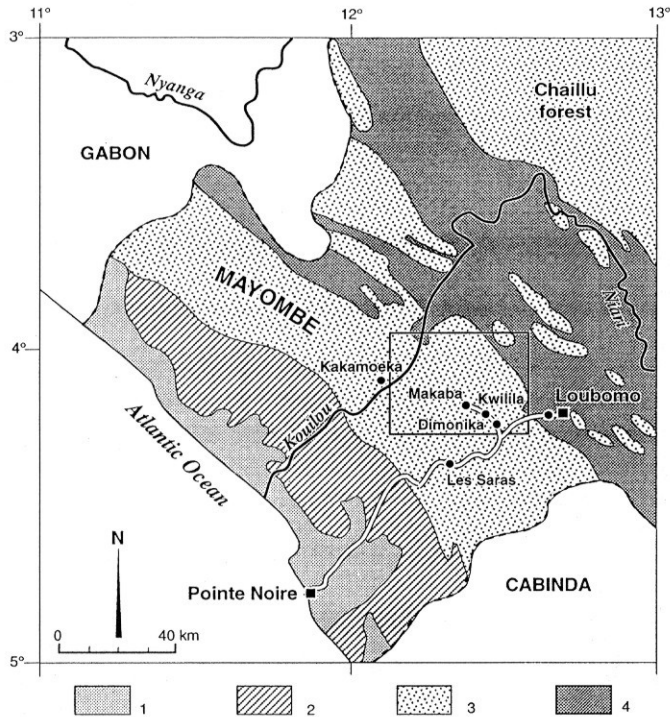 11°
12°
13°
3°
Nyanga
Chaillu
forest
GABON
MAYOMBE
Niari
4°
Kakamoeka
Makaba
Kwilila
Loubomo
Kouilou
Dimonika
Atlantic Ocean
Les Saras
N
Pointe Noire
CABINDA
0
40 km
5°
1
2
3
4